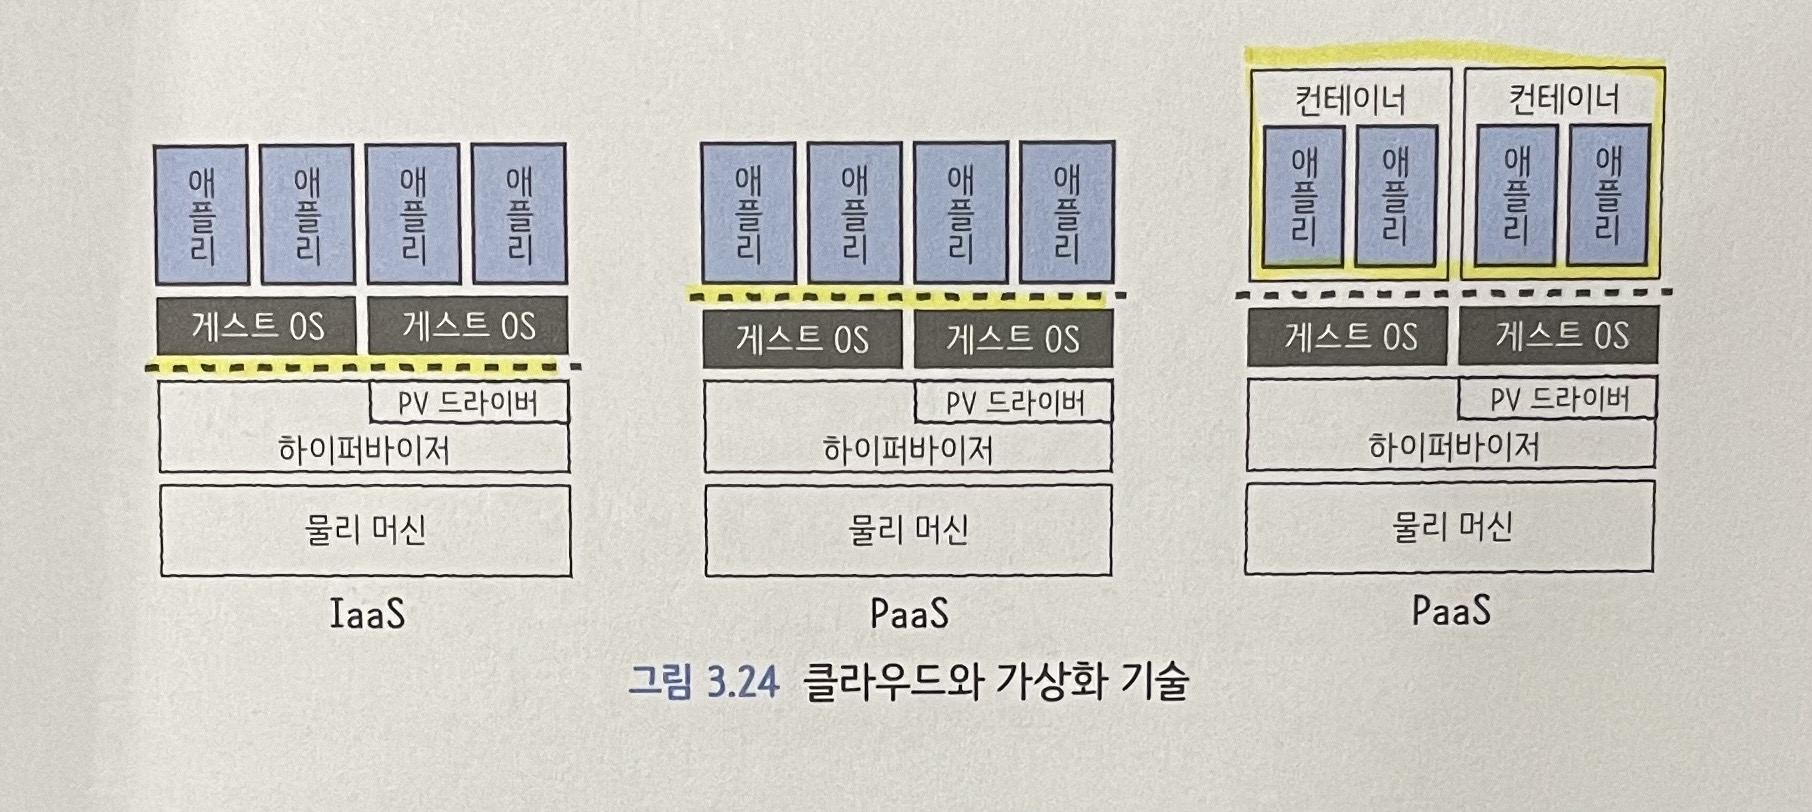 애플리 애플리 애플리 애플리
게스트 OS 게스트 OS
PV 드라이버
하이퍼바이저
물리 머신
IaaS
애플리 애플리 애플리 애플리
게스트 OS 게스트 OS
PV 드라이버
하이퍼바이저
물리 머신
PaaS
컨테이너 컨테이너
애플리 애플리 애플리 애플리
게스트 OS 게스트 OS
PV 드라이버
하이퍼바이저
물리 머신
PaaS
그림 3.24 클라우드와 가상화 기술